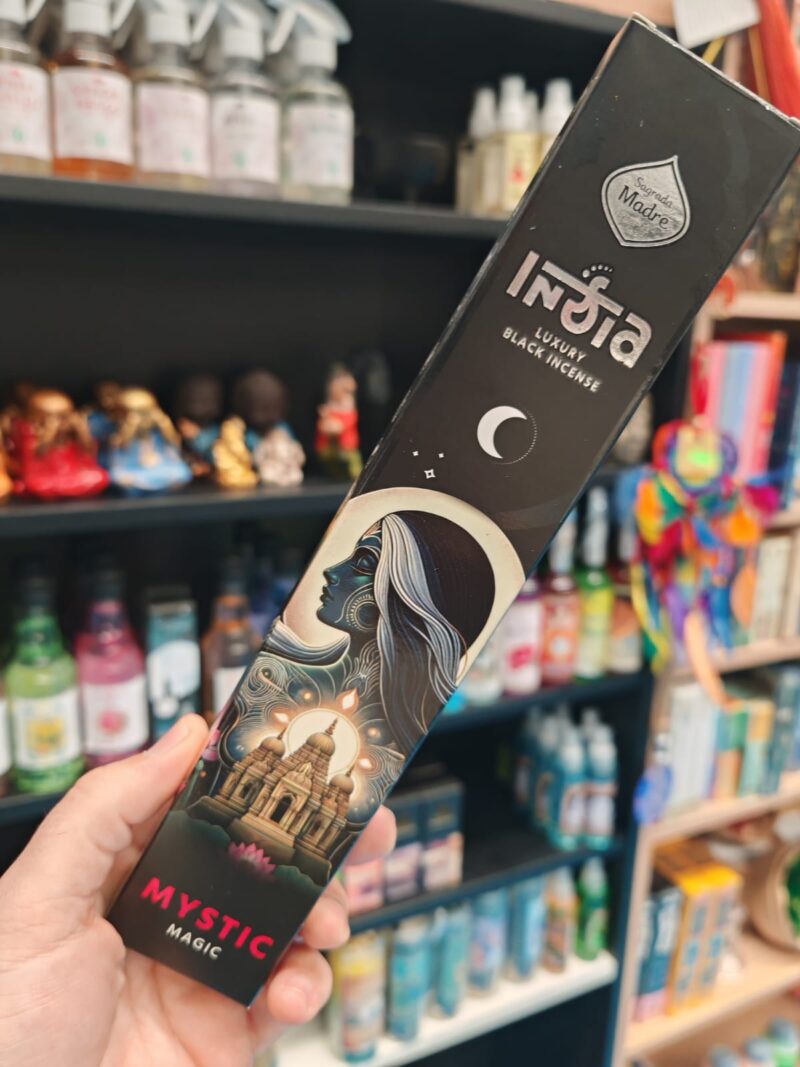 Sagrada
Madre
India
LUXURY
BLACK INCENSE
MYSTIC
MAGIC